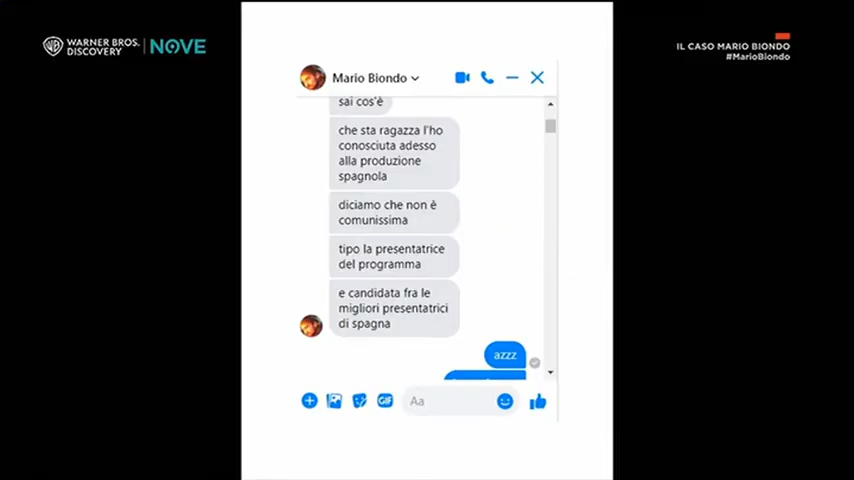 WARNER BROS.
DISCOVERY
NOVE
IL CASO MARIO BIONDO
#MarioBiondo
Mario Biondo
sai cos'è
che sta ragazza l'ho
conosciuta adesso
alla produzione
spagnola
diciamo che non è
comunissima
tipo la presentatrice
del programma
e candidata fra le
migliori presentatrici
di spagna
azzz
GIF
Aa